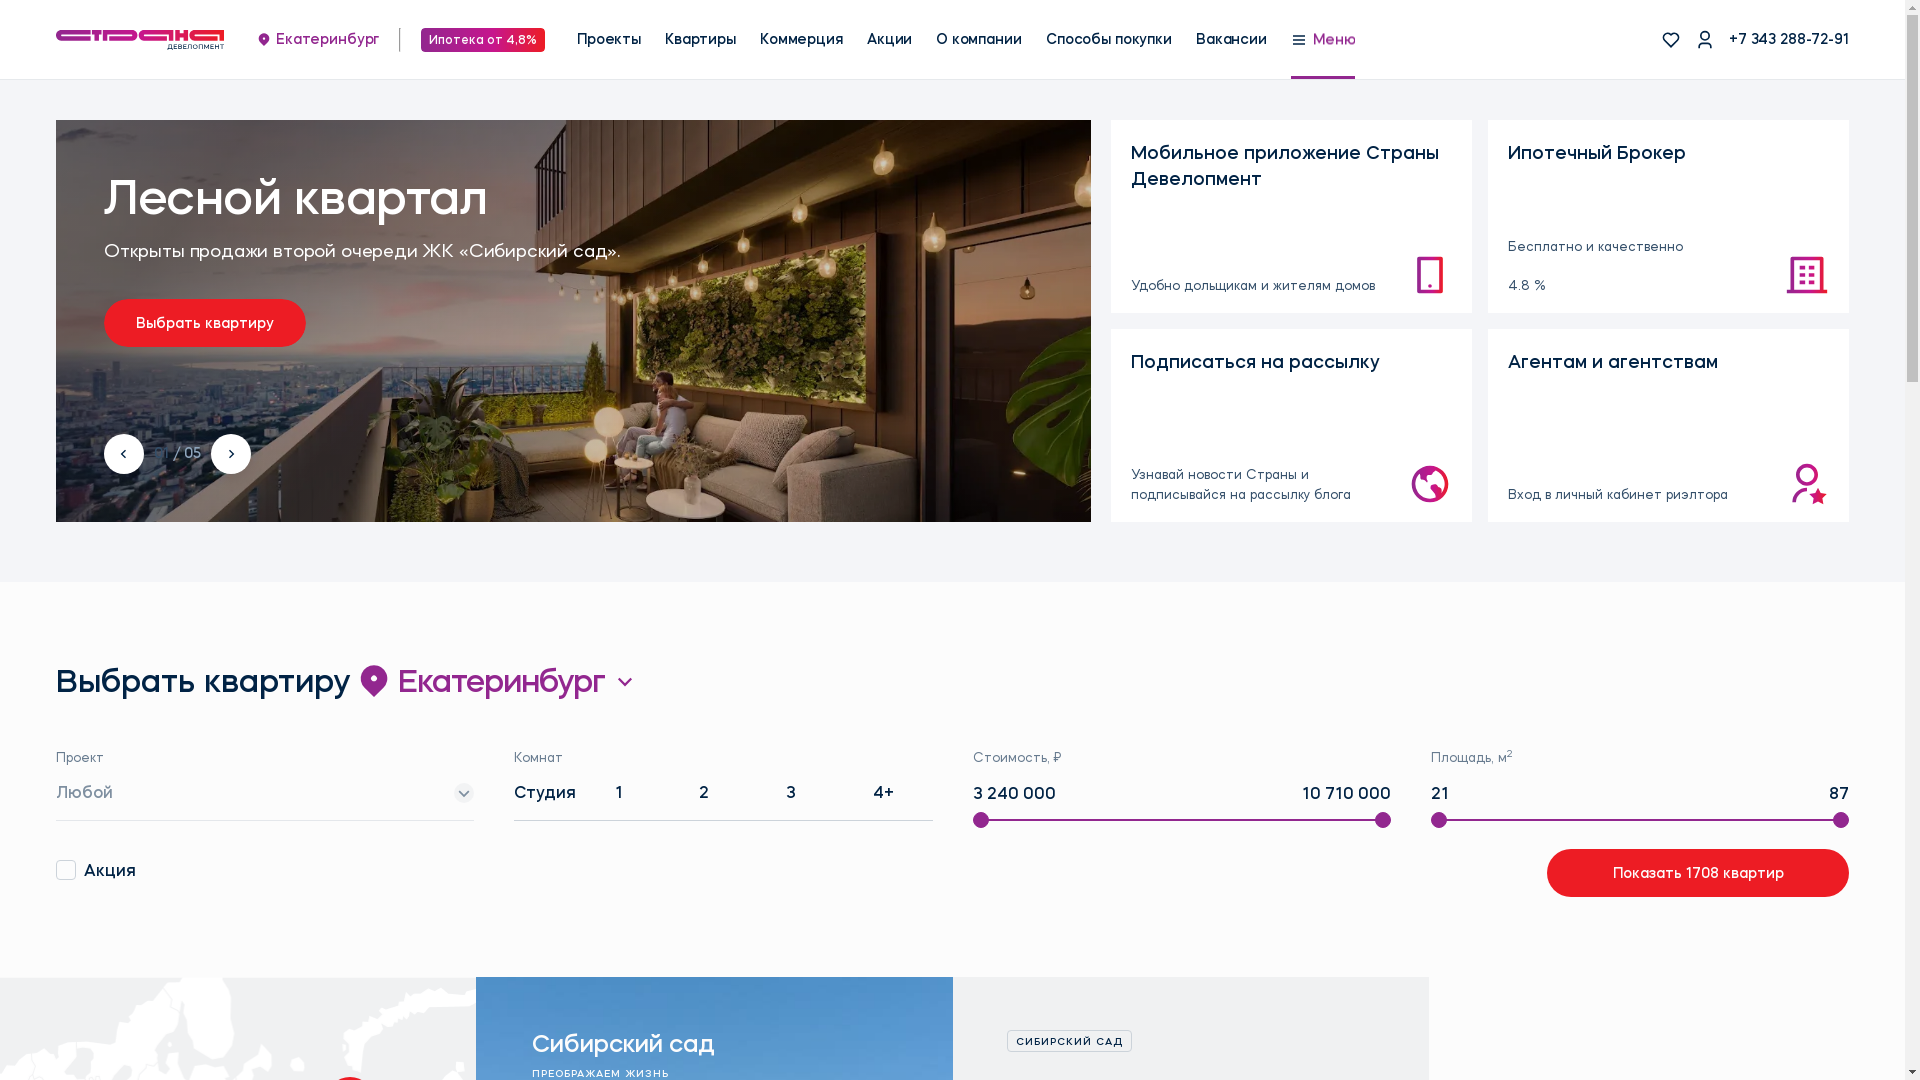 страна
ДЕВЕЛОПМЕНТ
Екатеринбург
Ипотека от 4,8%
Проекты
Квартиры
Коммерция
Акции
О компании
Способы покупки
Вакансии
Меню
+7 343 288-72-91
Лесной квартал
Открыты продажи второй очереди ЖК «Сибирский сад».
Выбрать квартиру
/ 05
Мобильное приложение Страны
Девелопмент
Удобно дольщикам и жителям домов
Ипотечный Брокер
Бесплатно и качественно
4.8 %
Подписаться на рассылку
Узнавай новости Страны и
подписывайся на рассылку блога
Агентам и агентствам
Вход в личный кабинет риэлтора
Выбрать квартиру Екатеринбург
Проект
Любой
Комнат
Студия 1 2 3 4+
Стоимость, ₽
3 240 000 10 710 000
Площадь, м²
21 87
Акция
Показать 1708 квартир
Сибирский сад
ПРЕОБРАЖАЕМ ЖИЗНЬ
СИБИРСКИЙ САД